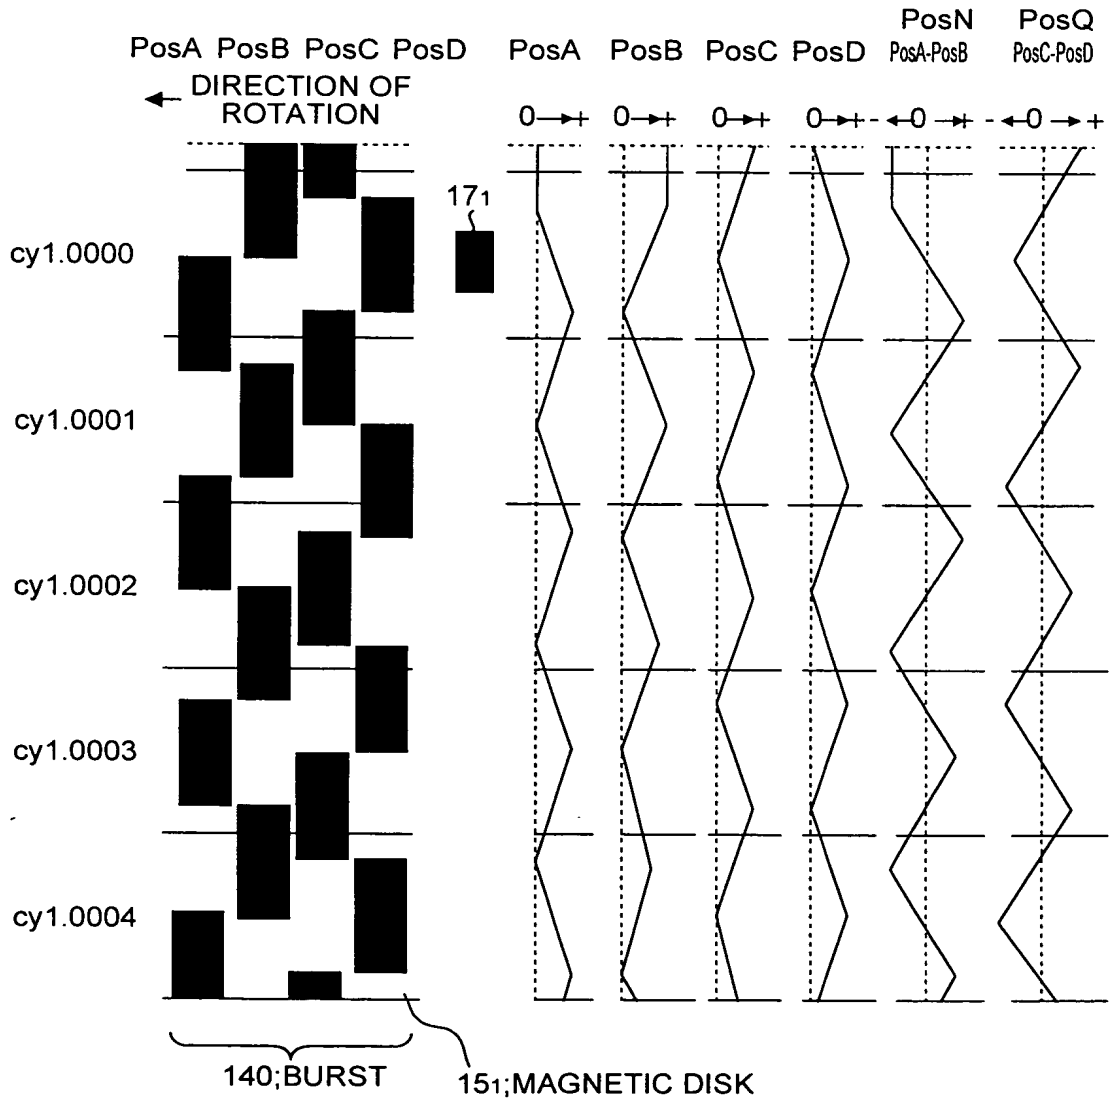 PosN PosQ
PosA PosB PosC PosD PosA PosB PosC PosD PosA-PosB PosC-PosD
← DIRECTION OF
ROTATION
0→+ 0→+ 0→+ 0→+ - ←0→+ - ←0→+
17₁
cy1.0000
cy1.0001
cy1.0002
cy1.0003
cy1.0004
140;BURST
15₁;MAGNETIC DISK